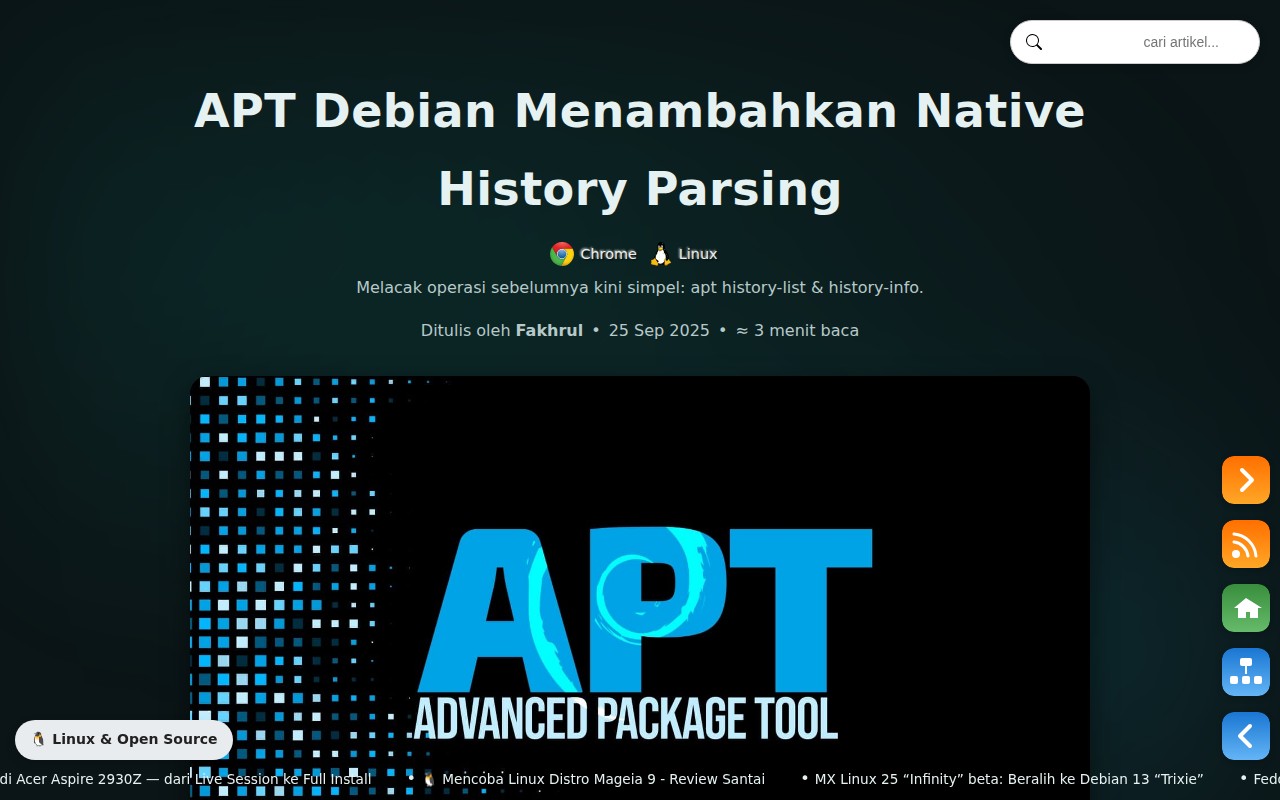 cari artikel...
APT Debian Menambahkan Native
History Parsing
Chrome Linux
Melacak operasi sebelumnya kini simpel: apt history-list & history-info.
Ditulis oleh Fakhrul • 25 Sep 2025 • ≈ 3 menit baca
APT
ADVANCED PACKAGE TOOL
Linux & Open Source
di Acer Aspire 2930Z — dari Live Session ke Full Install • Mencoba Linux Distro Mageia 9 - Review Santai • MX Linux 25 “Infinity” beta: Beralih ke Debian 13 “Trixie” •